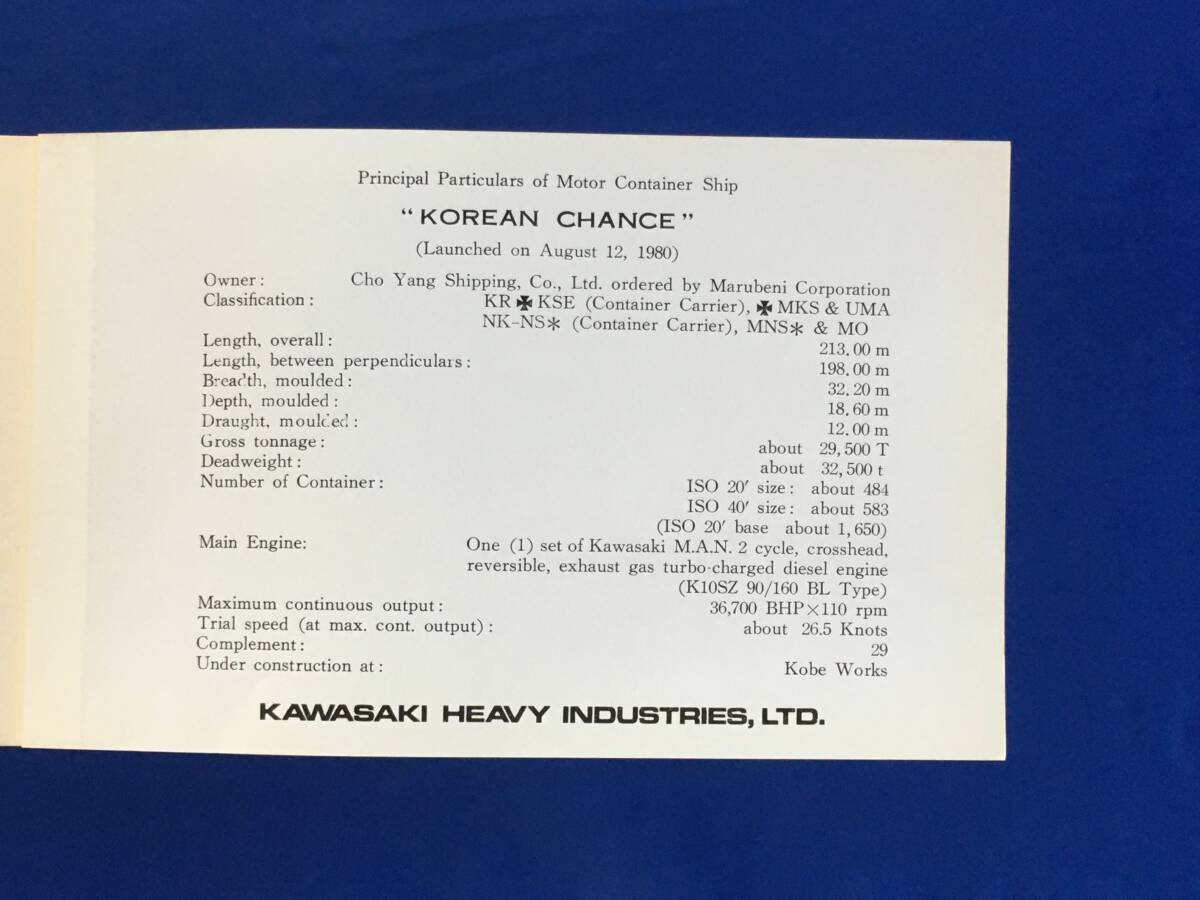 Principal Particulars of Motor Container Ship
“KOREAN CHANCE”
(Launched on August 12, 1980)
Owner: Cho Yang Shipping, Co., Ltd. ordered by Marubeni Corporation
Classification: KR ✠ KSE (Container Carrier), ✠ MKS & UMA
NK-NS* (Container Carrier), MNS* & MO
Length, overall: 213.00 m
Length, between perpendiculars: 198.00 m
Breadth, moulded: 32.20 m
Depth, moulded: 18.60 m
Draught, moulded: 12.00 m
Gross tonnage: about 29,500 T
Deadweight: about 32,500 t
Number of Container: ISO 20′ size: about 484
ISO 40′ size: about 583
(ISO 20′ base about 1,650)
Main Engine: One (1) set of Kawasaki M.A.N. 2 cycle, crosshead,
reversible, exhaust gas turbo-charged diesel engine
(K10SZ 90/160 BL Type)
Maximum continuous output: 36,700 BHP×110 rpm
Trial speed (at max. cont. output): about 26.5 Knots
Complement: 29
Under construction at: Kobe Works
KAWASAKI HEAVY INDUSTRIES, LTD.